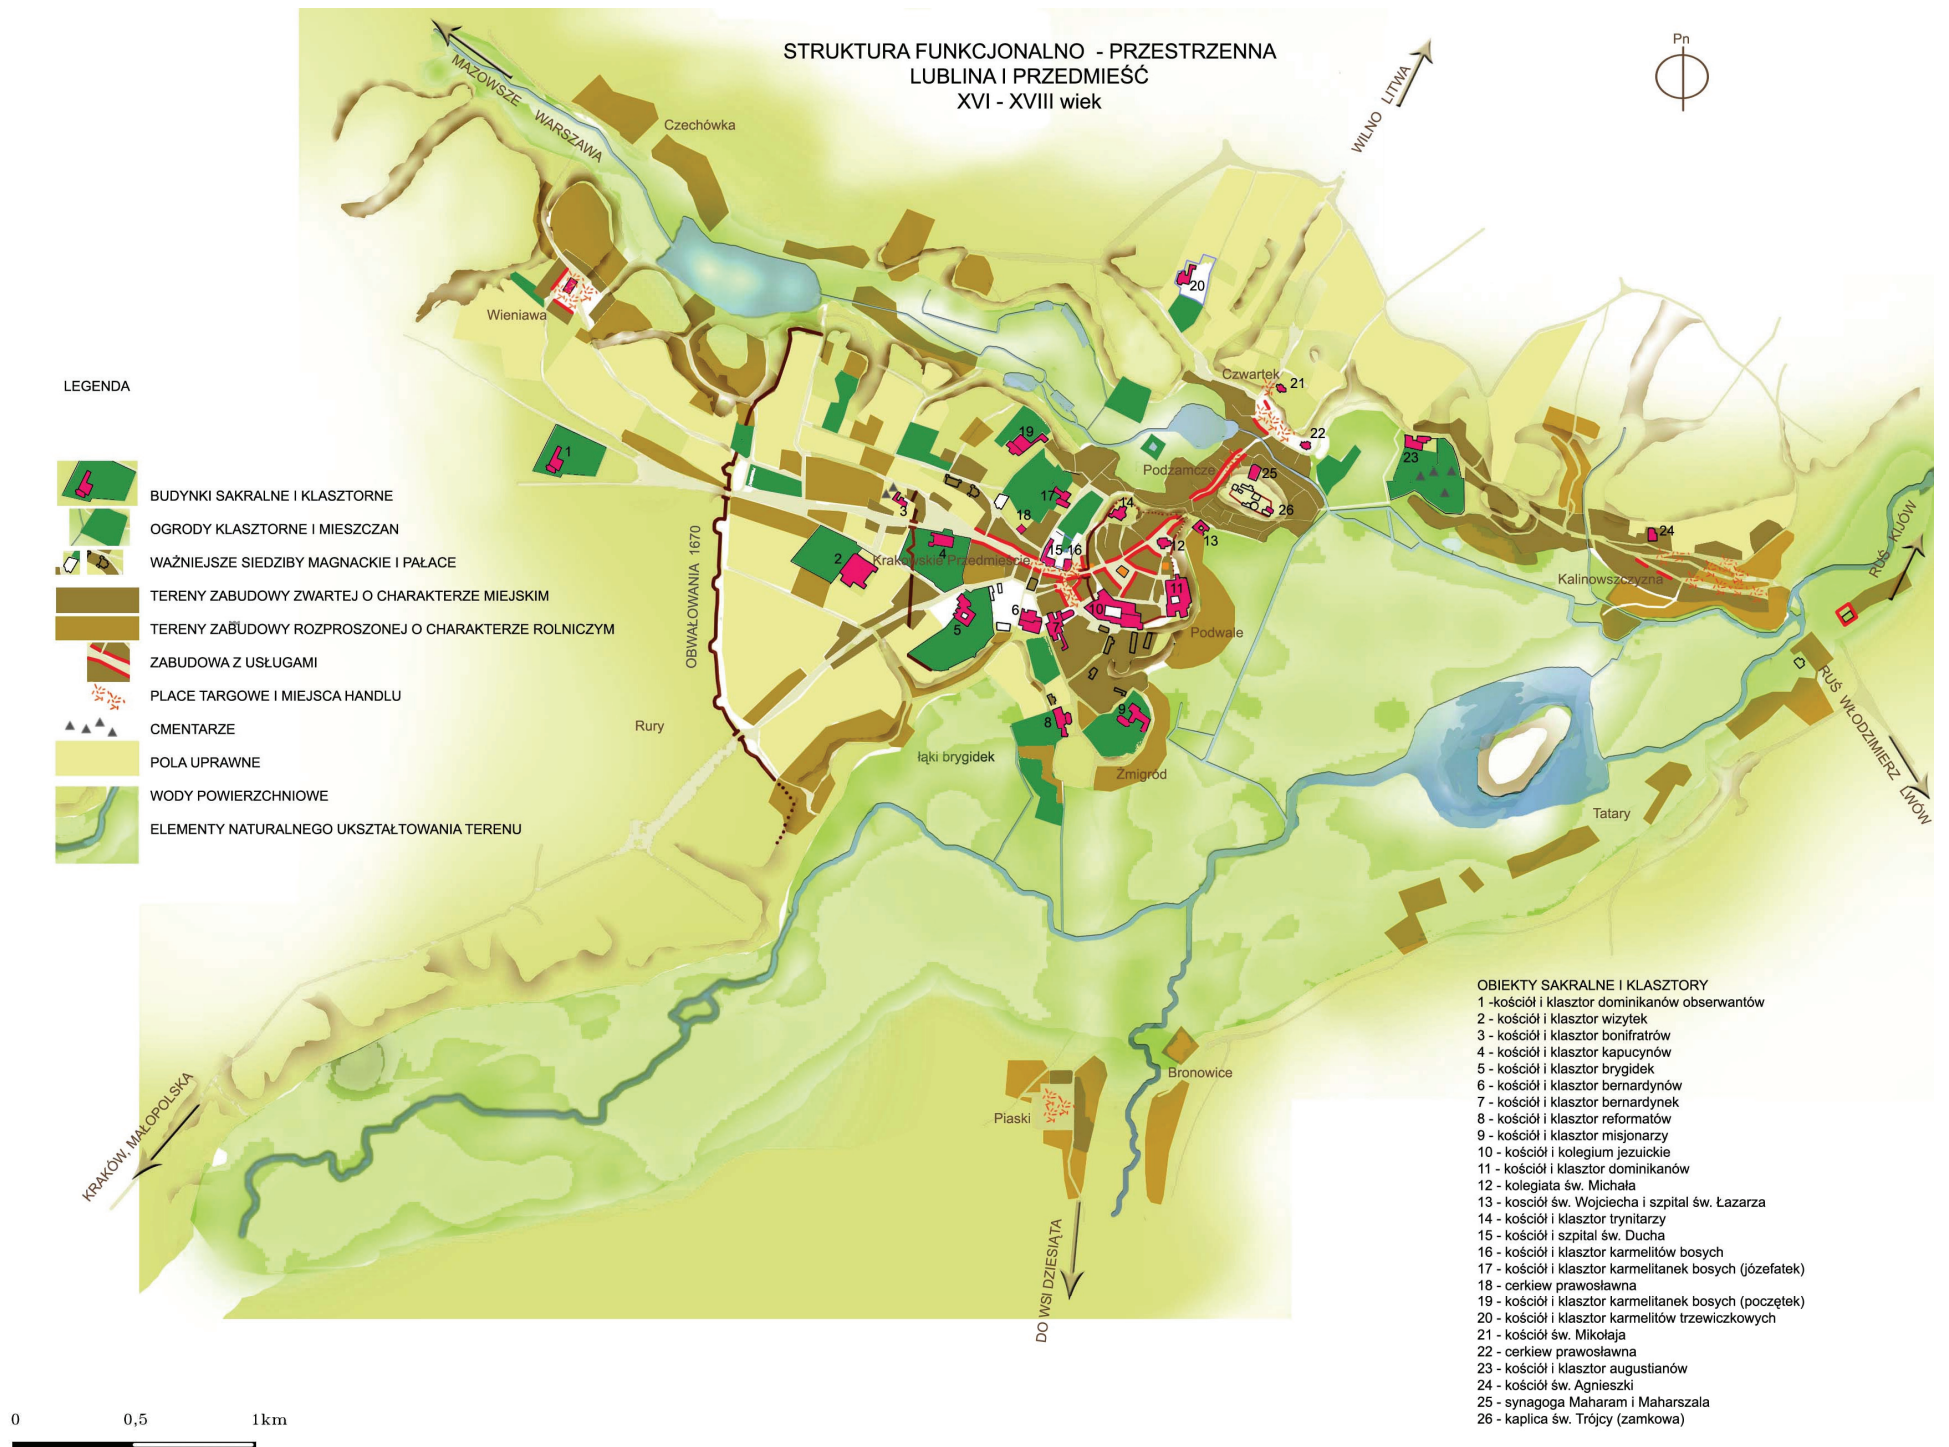 STRUKTURA FUNKCJONALNO - PRZESTRZENNA
LUBLINA I PRZEDMIEŚĆ
XVI - XVIII wiek
Pn
MAZOWSZE WARSZAWA
Czechówka
WILNO LITWA
Wieniawa
20
Czwartek
21
22
LEGENDA
BUDYNKI SAKRALNE I KLASZTORNE
OGRODY KLASZTORNE I MIESZCZAN
WAŻNIEJSZE SIEDZIBY MAGNACKIE I PAŁACE
TERENY ZABUDOWY ZWARTEJ O CHARAKTERZE MIEJSKIM
TERENY ZABUDOWY ROZPROSZONEJ O CHARAKTERZE ROLNICZYM
ZABUDOWA Z USŁUGAMI
PLACE TARGOWE I MIEJSCA HANDLU
CMENTARZE
POLA UPRAWNE
WODY POWIERZCHNIOWE
ELEMENTY NATURALNEGO UKSZTAŁTOWANIA TERENU
1
19
23
Podzamcze
25
17
14
26
3
18
13
24
OBWAŁOWANIA 1670
2
4
Krakowskie Przedmieście
15
16
12
Kalinowszczyzna
RUŚ KIJÓW
11
5
6
7
10
Podwale
RUŚ WŁODZIMIERZ LWÓW
Rury
8
9
łąki brygidek
Żmigród
Tatary
KRAKÓW, MAŁOPOLSKA
Bronowice
Piaski
DO WSI DZIESIĄTA
OBIEKTY SAKRALNE I KLASZTORY
1 -kościół i klasztor dominikanów obserwantów
2 - kościół i klasztor wizytek
3 - kościół i klasztor bonifratrów
4 - kościół i klasztor kapucynów
5 - kościół i klasztor brygidek
6 - kościół i klasztor bernardynów
7 - kościół i klasztor bernardynek
8 - kościół i klasztor reformatów
9 - kościół i klasztor misjonarzy
10 - kościół i kolegium jezuickie
11 - kościół i klasztor dominikanów
12 - kolegiata św. Michała
13 - kosciół św. Wojciecha i szpital św. Łazarza
14 - kościół i klasztor trynitarzy
15 - kościół i szpital św. Ducha
16 - kościół i klasztor karmelitów bosych
17 - kościół i klasztor karmelitanek bosych (józefatek)
18 - cerkiew prawosławna
19 - kościół i klasztor karmelitanek bosych (poczętek)
20 - kościół i klasztor karmelitów trzewiczkowych
21 - kościół św. Mikołaja
22 - cerkiew prawosławna
23 - kościół i klasztor augustianów
24 - kościół św. Agnieszki
25 - synagoga Maharam i Maharszala
26 - kaplica św. Trójcy (zamkowa)
0 0,5 1km